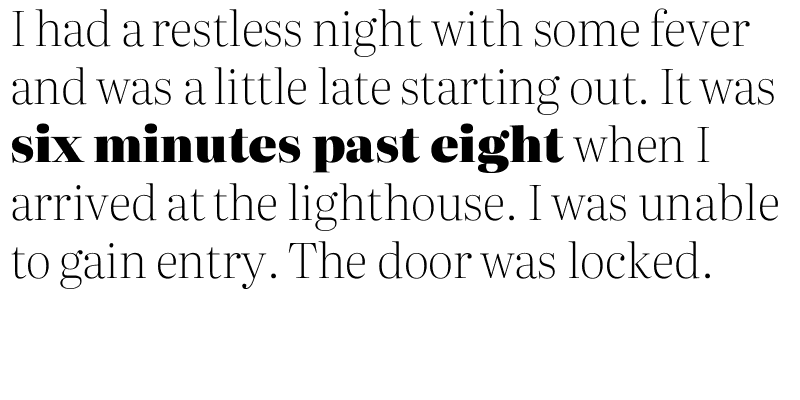 I had a restless night with some fever
and was a little late starting out. It was
six minutes past eight when I
arrived at the lighthouse. I was unable
to gain entry. The door was locked.